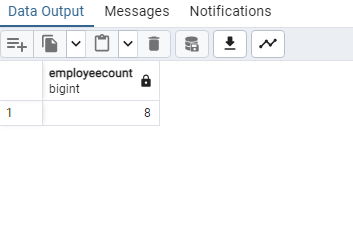 Data Output Messages Notifications
employeecount
bigint
1 8